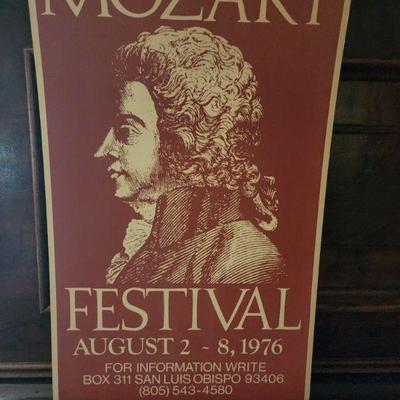 MOZART
FESTIVAL
AUGUST 2 - 8, 1976
FOR INFORMATION WRITE
BOX 311 SAN LUIS OBISPO 93406
(805) 543-4580